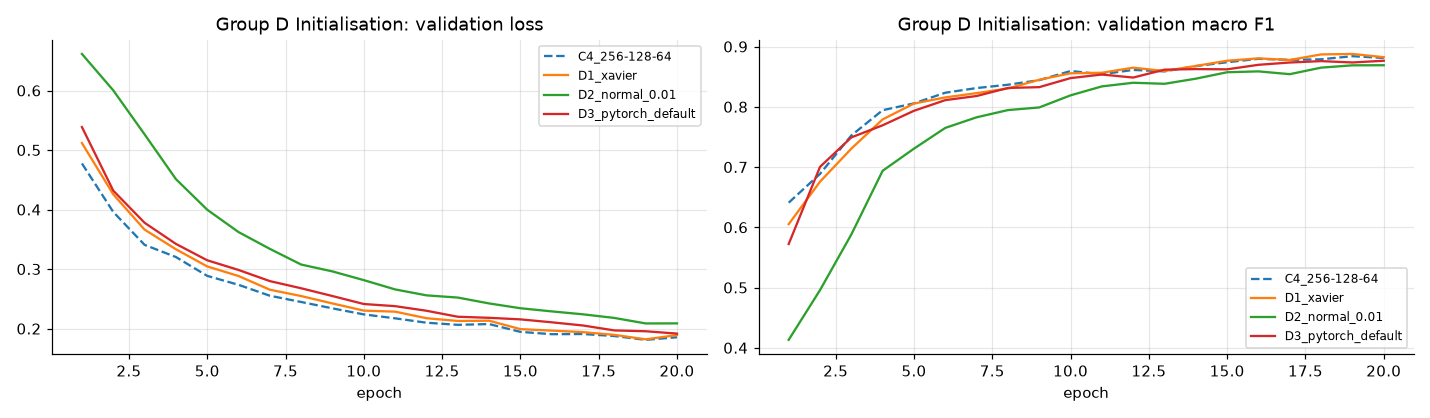 Group D Initialisation: validation loss
C4_256-128-64
D1_xavier
D2_normal_0.01
D3_pytorch_default
0.6
0.5
0.4
0.3
0.2
2.5 5.0 7.5 10.0 12.5 15.0 17.5 20.0
epoch
Group D Initialisation: validation macro F1
0.9
0.8
0.7
0.6
0.5
0.4
C4_256-128-64
D1_xavier
D2_normal_0.01
D3_pytorch_default
2.5 5.0 7.5 10.0 12.5 15.0 17.5 20.0
epoch